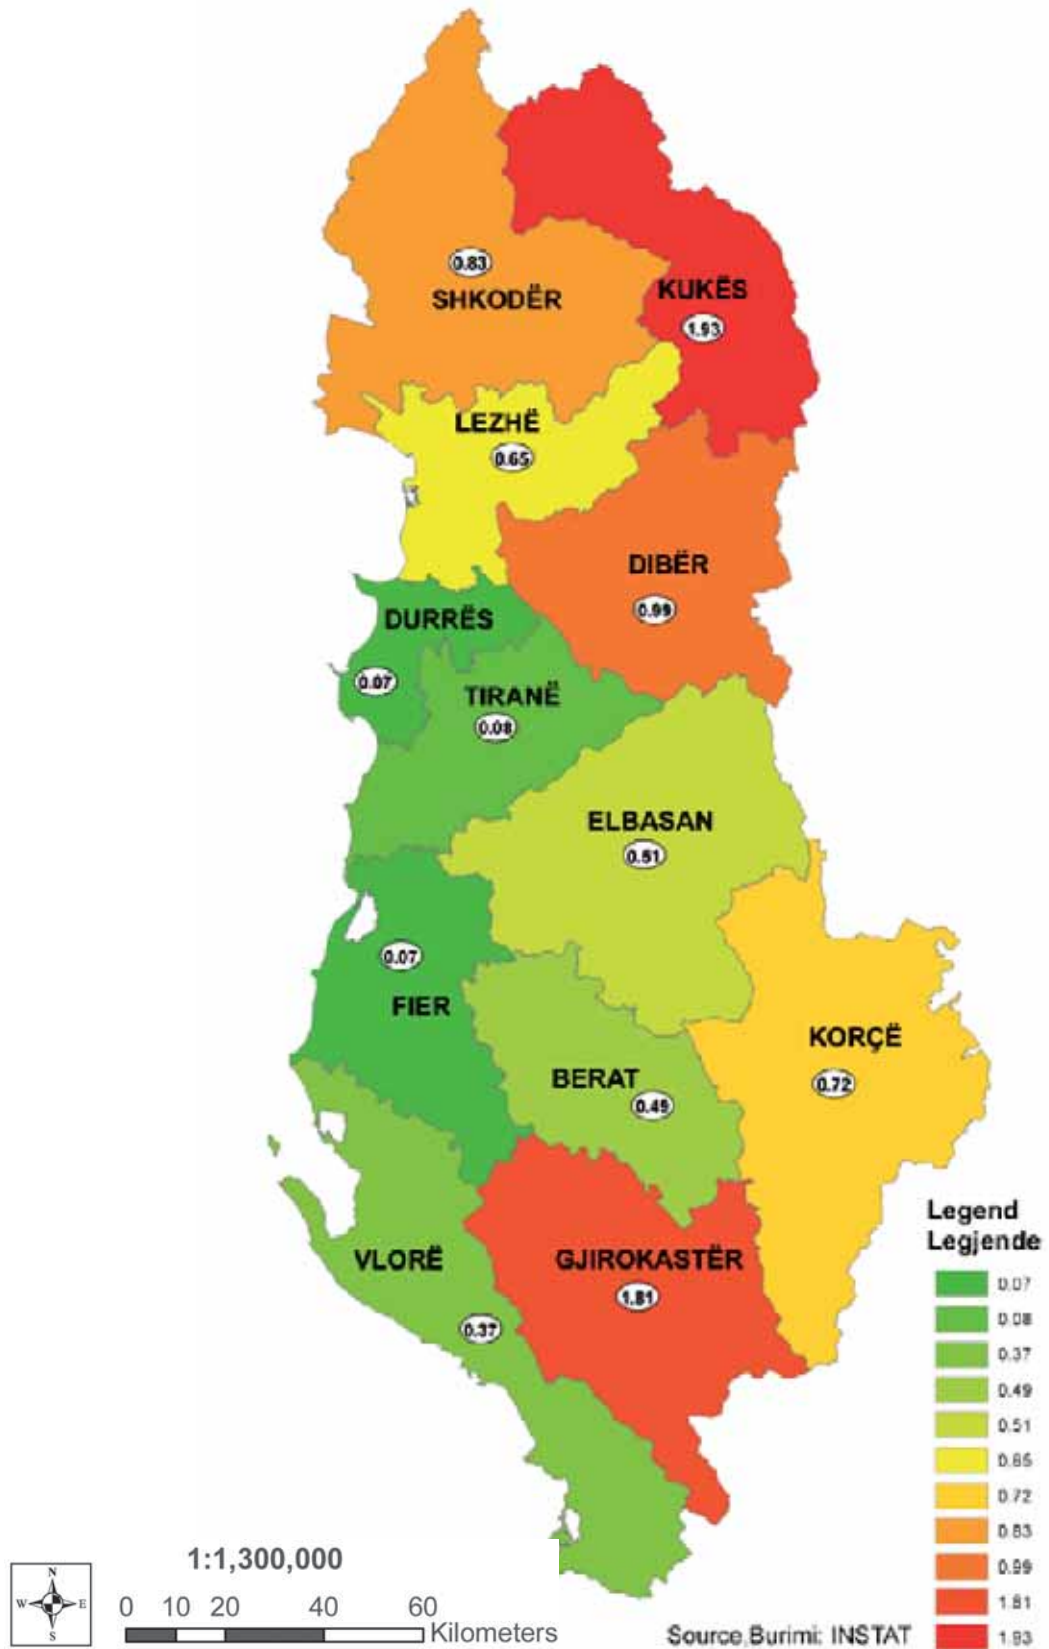 0.83
SHKODËR
KUKËS
1.93
LEZHË
0.65
DIBËR
0.99
DURRËS
0.07
TIRANË
0.08
ELBASAN
0.51
0.07
FIER
KORÇË
0.72
BERAT
0.49
VLORË
0.37
GJIROKASTËR
1.81
Legend
Legjende
0.07
0.08
0.37
0.49
0.51
0.65
0.72
0.83
0.99
1.81
1.93
N
W E
S
1:1,300,000
0 10 20 40 60
Kilometers
Source,Burimi: INSTAT